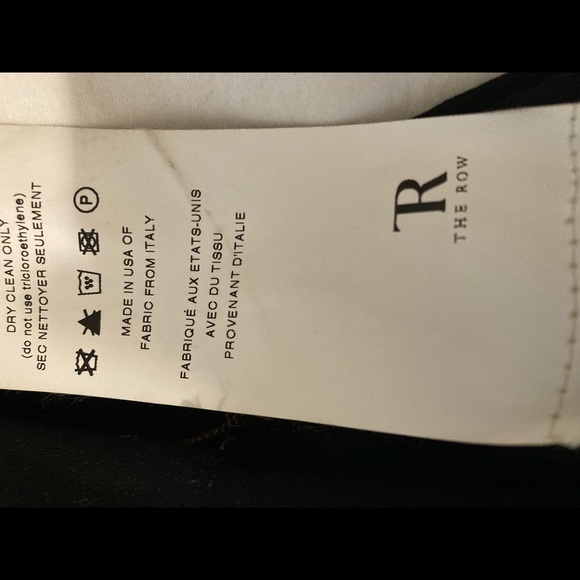 DRY CLEAN ONLY
(do not use tricloroethylene)
SEC NETTOYER SEULEMENT
P
MADE IN USA OF
FABRIC FROM ITALY
FABRIQUÉ AUX ETATS-UNIS
AVEC DU TISSU
PROVENANT D'ITALIE
TR
THE ROW